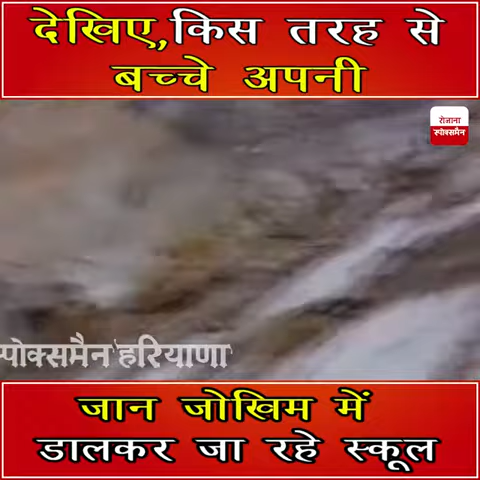 देखिए,किस तरह से
बच्चे अपनी
रोज़ाना
स्पोक्समैन
स्पोक्समैन हरियाणा
जान जोखिम में
डालकर जा रहे स्कूल